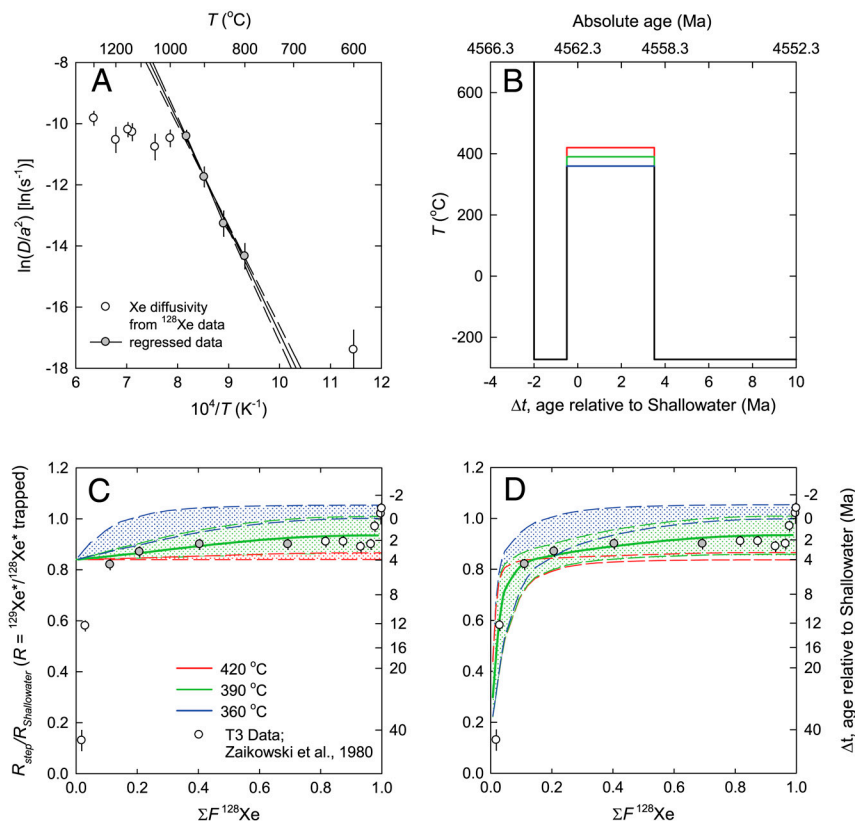 T (°C)
1200 1100 1000 900 800 700 600
A
-8
-10
-12
-14
-16
-18
ln(D/a²) [ln(s⁻¹)]
Xe diffusivity
from ¹²⁸Xe data
regressed data
6 7 8 9 10 11 12
10⁴/T (K⁻¹)
Absolute age (Ma)
4566.3 4562.3 4558.3 4552.3
B
600
400
200
0
-200
T (°C)
-4 -2 0 2 4 6 8 10
Δt, age relative to Shallowater (Ma)
C
1.2
1.0
0.8
0.6
0.4
0.2
0.0
R_step/R_Shallowater (R = ¹²⁹Xe*/¹²⁸Xe* trapped)
-2
0
2
4
8
12
16
20
40
420 °C
390 °C
360 °C
T3 Data;
Zaikowski et al., 1980
0.0 0.2 0.4 0.6 0.8 1.0
ΣF ¹²⁸Xe
D
1.2
1.0
0.8
0.6
0.4
0.2
0.0
-2
0
2
4
8
12
16
20
40
Δt, age relative to Shallowater (Ma)
0.0 0.2 0.4 0.6 0.8 1.0
ΣF ¹²⁸Xe